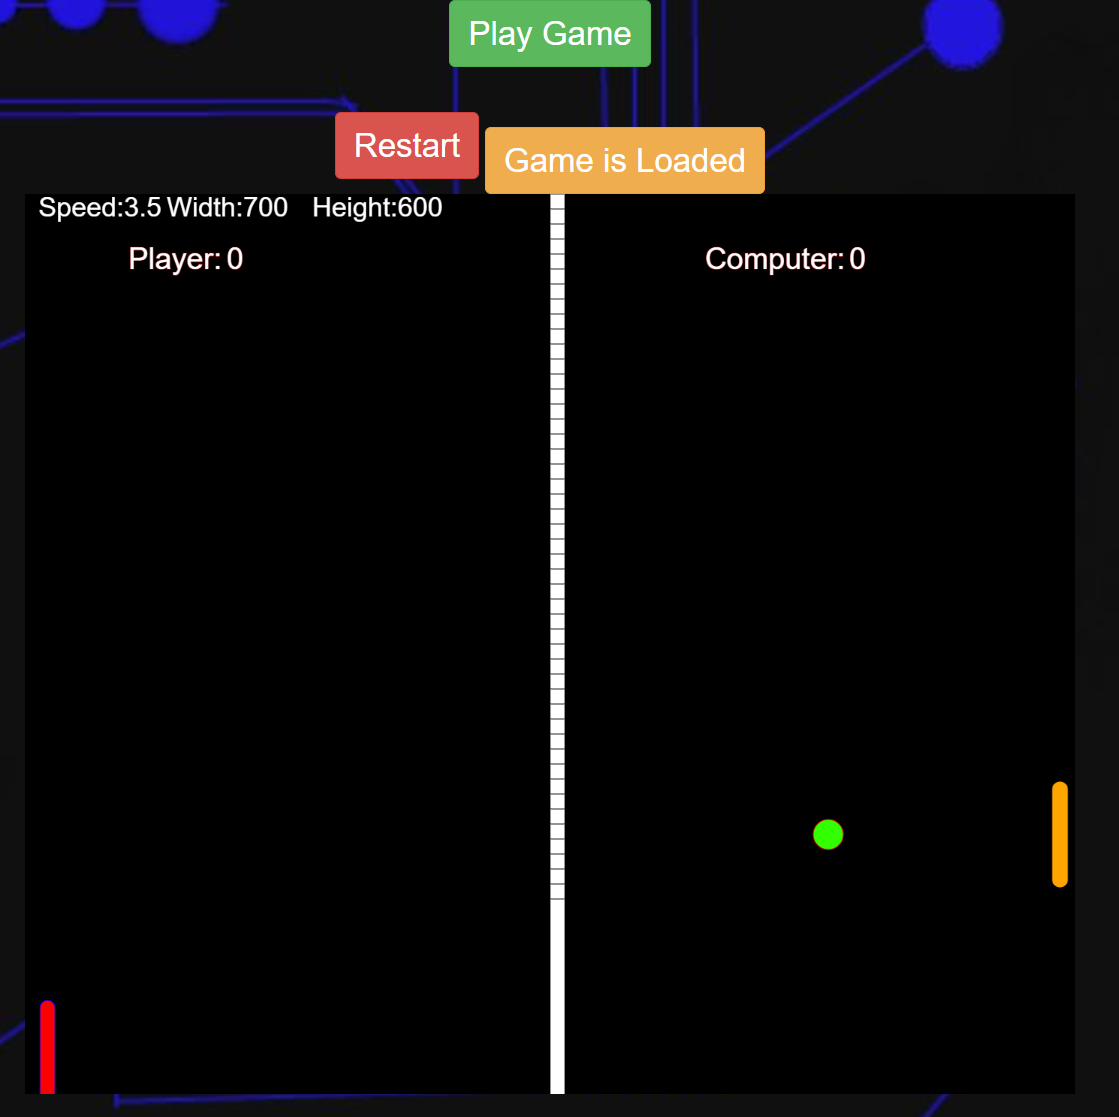 Play Game
Restart
Game is Loaded
Speed:3.5 Width:700 Height:600
Player: 0
Computer: 0